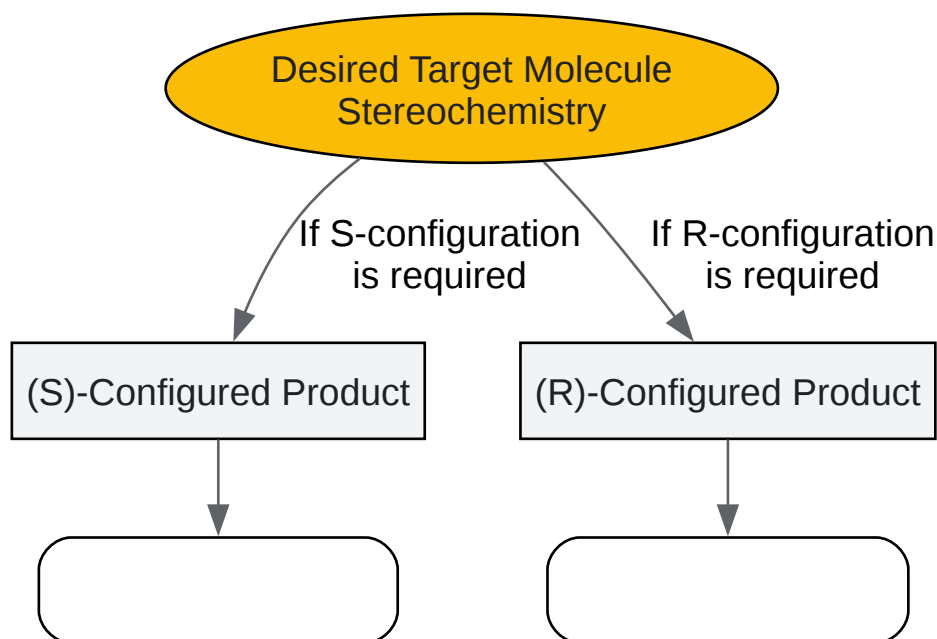 Desired Target Molecule
Stereochemistry
If S-configuration
is required
If R-configuration
is required
(S)-Configured Product
(R)-Configured Product